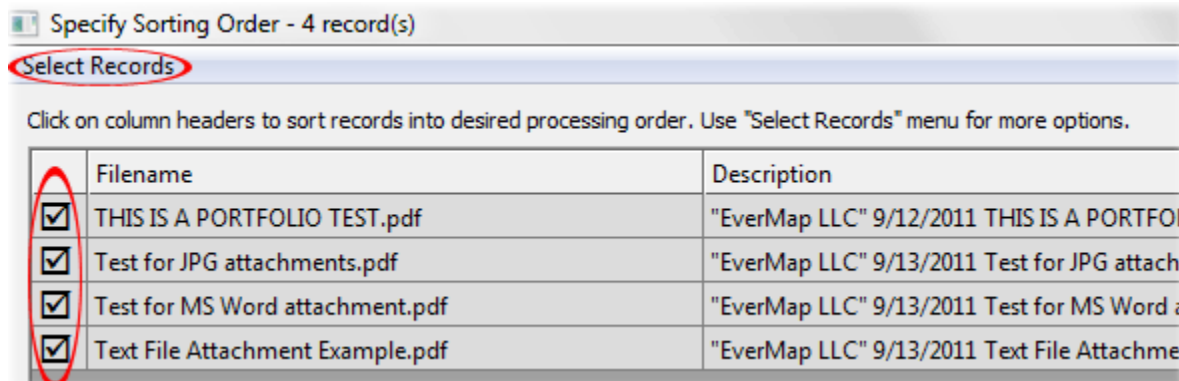 Specify Sorting Order - 4 record(s)
Select Records
Click on column headers to sort records into desired processing order. Use "Select Records" menu for more options.
Filename Description
THIS IS A PORTFOLIO TEST.pdf "EverMap LLC" 9/12/2011 THIS IS A PORTFOL
Test for JPG attachments.pdf "EverMap LLC" 9/13/2011 Test for JPG attach
Test for MS Word attachment.pdf "EverMap LLC" 9/13/2011 Test for MS Word
Text File Attachment Example.pdf "EverMap LLC" 9/13/2011 Text File Attachme